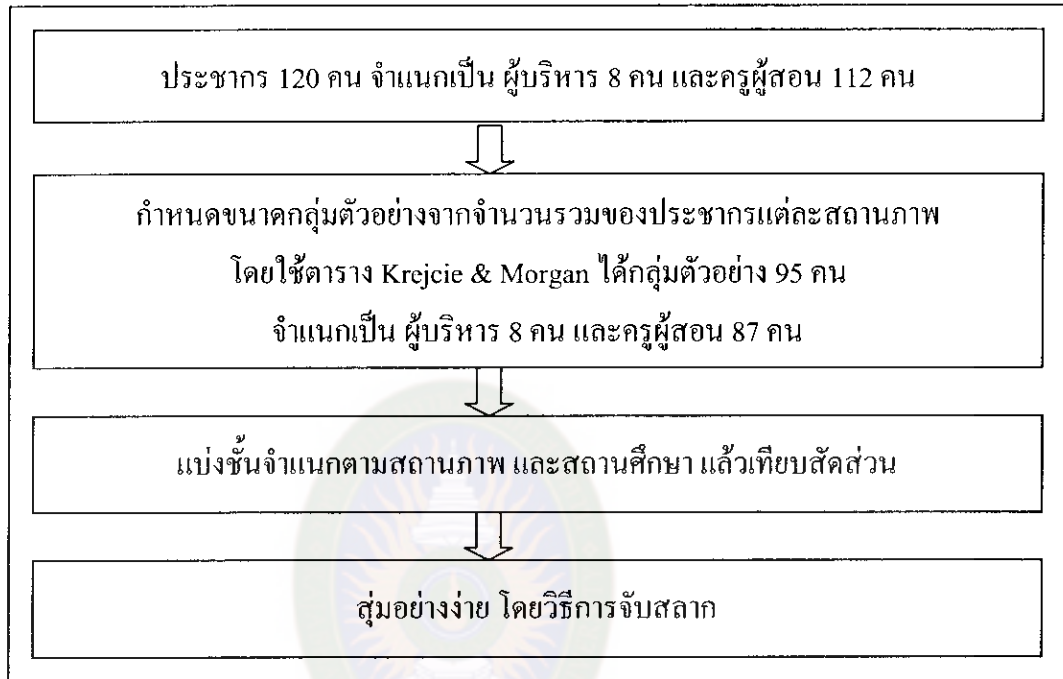 ประชากร 120 คน จำแนกเป็น ผู้บริหาร 8 คน และครูผู้สอน 112 คน
กำหนดขนาดกลุ่มตัวอย่างจากจำนวนรวมของประชากรแต่ละสถานภาพ
โดยใช้ตาราง Krejcie & Morgan ได้กลุ่มตัวอย่าง 95 คน
จำแนกเป็น ผู้บริหาร 8 คน และครูผู้สอน 87 คน
แบ่งชั้นจำแนกตามสถานภาพ และสถานศึกษา แล้วเทียบสัดส่วน
สุ่มอย่างง่าย โดยวิธีการจับสลาก